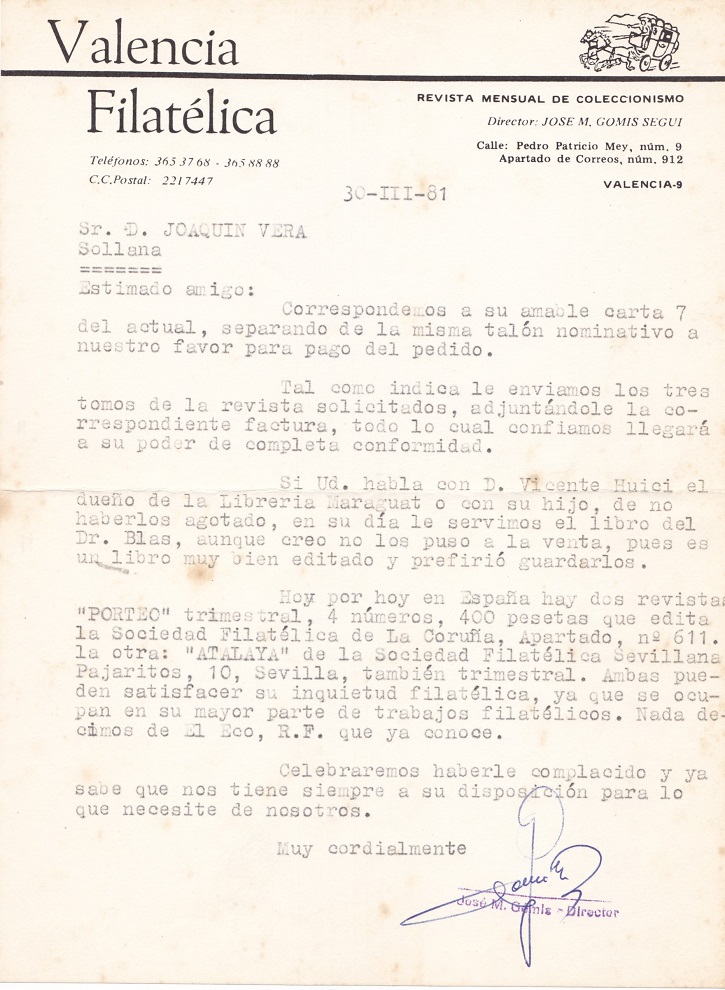 Valencia
Filatélica
Teléfonos: 365 37 68 - 365 88 88
C.C.Postal: 2217447
REVISTA MENSUAL DE COLECCIONISMO
Director: JOSE M. GOMIS SEGUI
Calle: Pedro Patricio Mey, núm. 9
Apartado de Correos, núm. 912
VALENCIA-9
30-III-81
Sr. D. JOAQUIN VERA
Sollana
=======
Estimado amigo:
Correspondemos a su amable carta 7
del actual, separando de la misma talón nominativo a
nuestro favor para pago del pedido.
Tal como indica le enviamos los tres
tomos de la revista solicitados, adjuntándole la co-
rrespondiente factura, todo lo cual confiamos llegará
a su poder de completa conformidad.
Si Ud. habla con D. Vicente Huici el
dueño de la Libreria Maraguat o con su hijo, de no
haberlos agotado, en su día le servimos el libro del
Dr. Blas, aunque creo no los puso a la venta, pues es
un libro muy bien editado y prefirió guardarlos.
Hoy por hoy en España hay dos revistas
"PORTEO" trimestral, 4 números, 400 pesetas que edita
la Sociedad Filatélica de La Coruña, Apartado, nº 611.
la otra: "ATALAYA" de la Sociedad Filatélica Sevillana
Pajaritos, 10, Sevilla, también trimestral. Ambas pue-
den satisfacer su inquietud filatélica, ya que se ocu-
pan en su mayor parte de trabajos filatélicos. Nada de-
cimos de El Eco, R.F. que ya conoce.
Celebraremos haberle complacido y ya
sabe que nos tiene siempre a su disposición para lo
que necesite de nosotros.
Muy cordialmente
José M. Gomis - Director